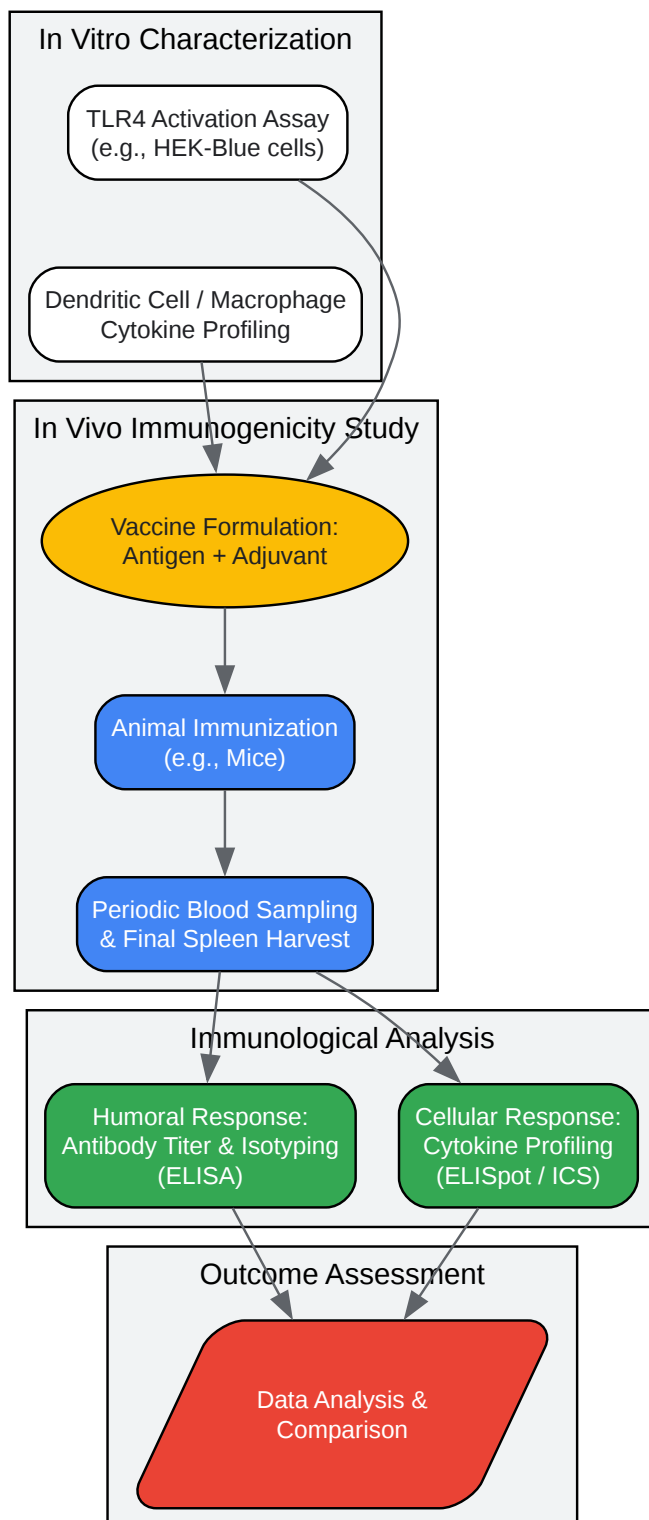 In Vitro Characterization
TLR4 Activation Assay
(e.g., HEK-Blue cells)
Dendritic Cell / Macrophage
Cytokine Profiling
In Vivo Immunogenicity Study
Vaccine Formulation:
Antigen + Adjuvant
Animal Immunization
(e.g., Mice)
Periodic Blood Sampling
& Final Spleen Harvest
Immunological Analysis
Humoral Response:
Antibody Titer & Isotyping
(ELISA)
Cellular Response:
Cytokine Profiling
(ELISpot / ICS)
Outcome Assessment
Data Analysis &
Comparison